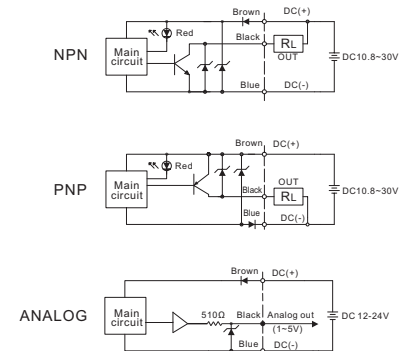 Brown DC(+)
Red
NPN
Main
circuit
Black
RL
OUT
DC10.8~30V
Blue DC(-)
Brown DC(+)
Red
PNP
Main
circuit
OUT
Black
RL
DC10.8~30V
Blue
DC(-)
Brown DC(+)
ANALOG
Main
circuit
510Ω Black Analog out
(1~5V)
DC 12-24V
Blue DC(-)